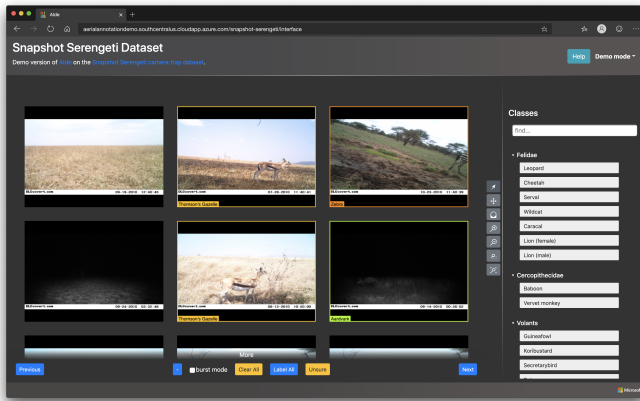 Aide
aerialannotationdemo.southcentralus.cloudapp.azure.com/snapshot-serengeti/interface
Snapshot Serengeti Dataset
Demo version of Aide on the Snapshot Serengeti camera trap dataset.
Help
Demo mode
Classes
find...
Felidae
Leopard
Cheetah
Serval
Wildcat
Caracal
Lion (female)
Lion (male)
Cercopithecidae
Baboon
Vervet monkey
Volants
Guineafowl
Koribustard
Secretarybird
Thomson's Gazelle
Zebra
Thomson's Gazelle
Aardvark
More
Previous
-
burst mode
Clear All
Label All
Unsure
Next